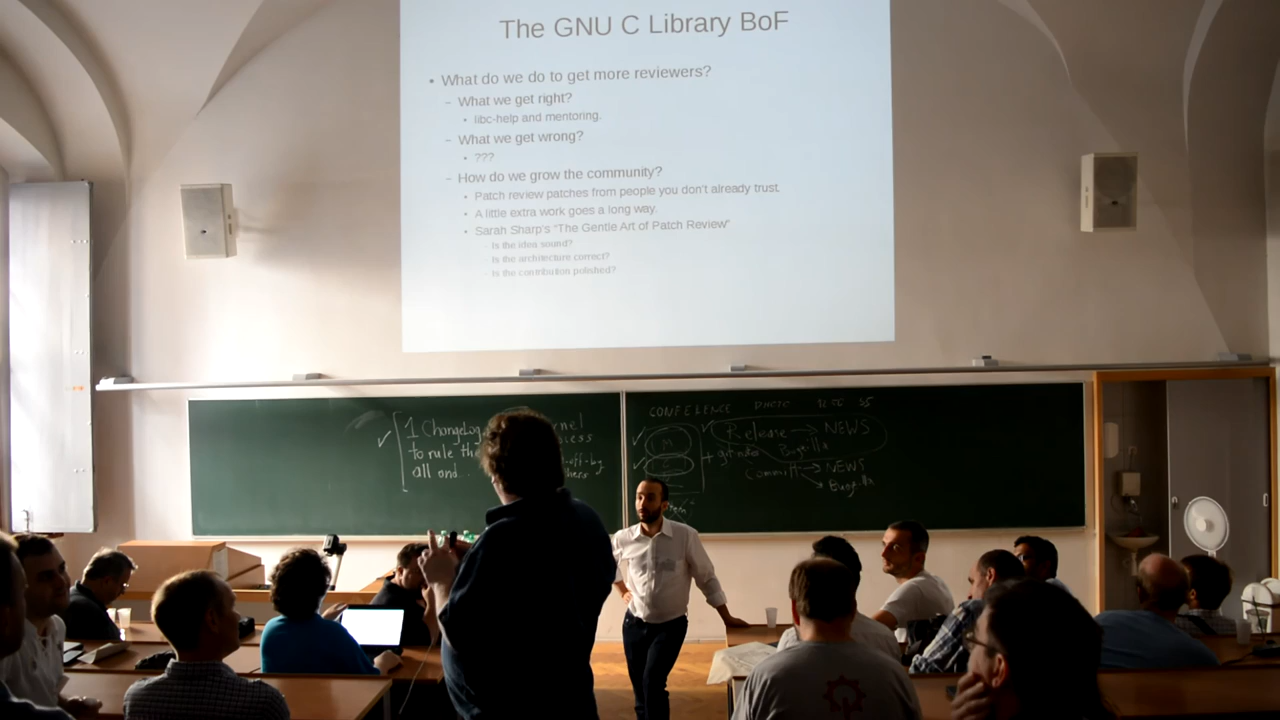 The GNU C Library BoF
• What do we do to get more reviewers?
– What we get right?
• libc-help and mentoring.
– What we get wrong?
• ???
– How do we grow the community?
• Patch review patches from people you don't already trust.
• A little extra work goes a long way.
• Sarah Sharp's "The Gentle Art of Patch Review"
– Is the idea sound?
– Is the architecture correct?
– Is the contribution polished?
1 ChangeLog
to rule the
all and...
-off-by
CONFERENCE
Release → NEWS
Bugzilla
M
+ git
Commit → NEWS
→ Bugzilla